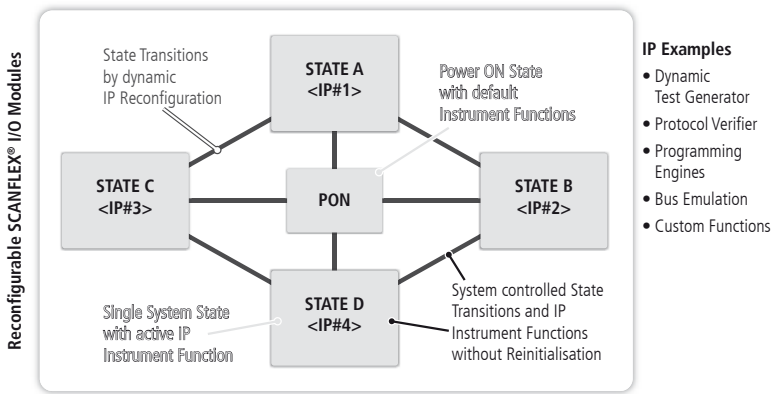 Reconfigurable SCANFLEX® I/O Modules
State Transitions
by dynamic
IP Reconfiguration
STATE A
<IP#1>
Power ON State
with default
Instrument Functions
STATE C
<IP#3>
PON
STATE B
<IP#2>
Single System State
with active IP
Instrument Function
STATE D
<IP#4>
System controlled State
Transitions and IP
Instrument Functions
without Reinitialisation
IP Examples
• Dynamic
Test Generator
• Protocol Verifier
• Programming
Engines
• Bus Emulation
• Custom Functions